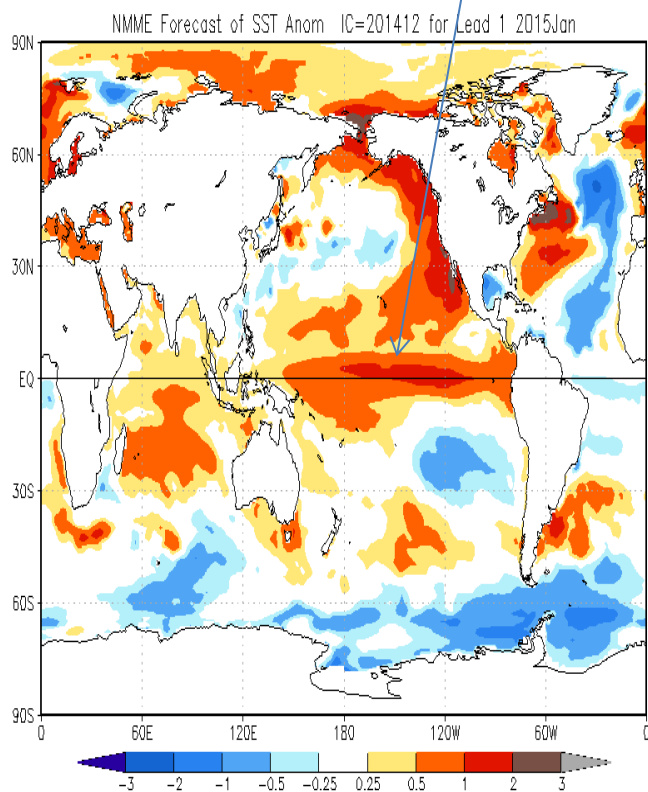 NMME Forecast of SST Anom IC=201412 for Lead 1 2015Jan
90N
60N
30N
EQ
30S
60S
90S
0 60E 120E 180 120W 60W 0
-3 -2 -1 -0.5 -0.25 0.25 0.5 1 2 3